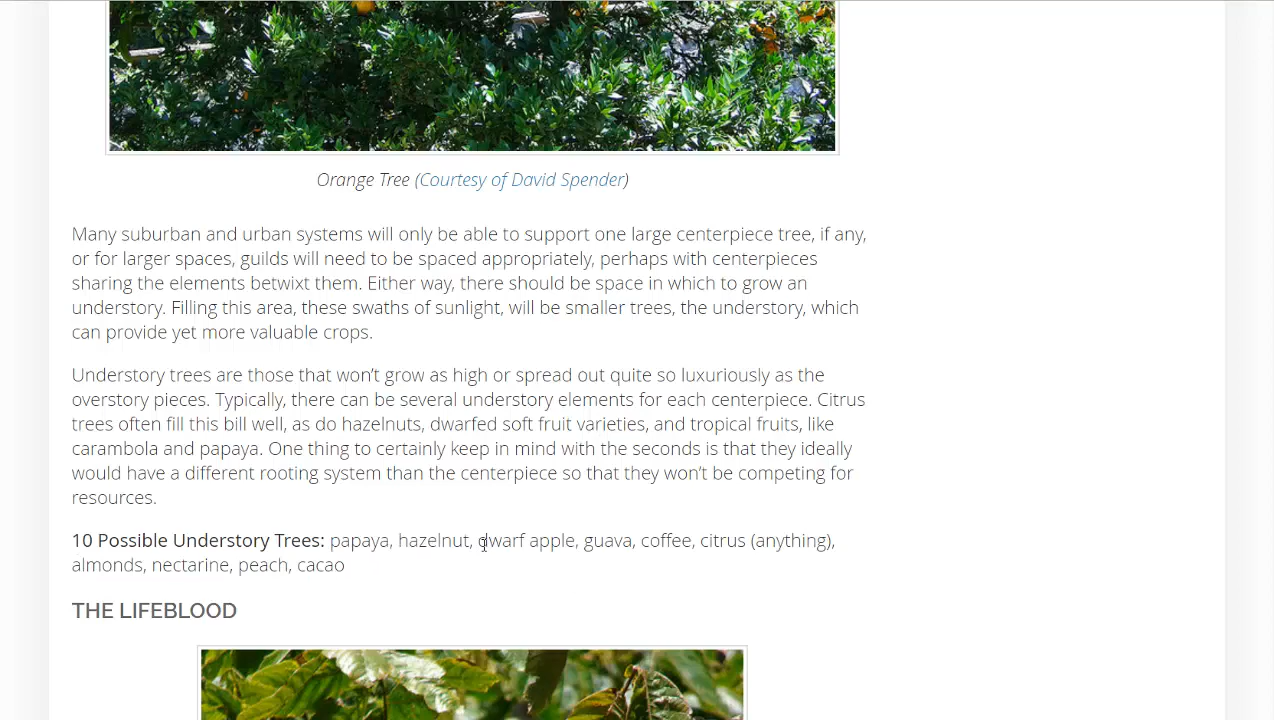 Orange Tree (Courtesy of David Spender)
Many suburban and urban systems will only be able to support one large centerpiece tree, if any,
or for larger spaces, guilds will need to be spaced appropriately, perhaps with centerpieces
sharing the elements betwixt them. Either way, there should be space in which to grow an
understory. Filling this area, these swaths of sunlight, will be smaller trees, the understory, which
can provide yet more valuable crops.
Understory trees are those that won’t grow as high or spread out quite so luxuriously as the
overstory pieces. Typically, there can be several understory elements for each centerpiece. Citrus
trees often fill this bill well, as do hazelnuts, dwarfed soft fruit varieties, and tropical fruits, like
carambola and papaya. One thing to certainly keep in mind with the seconds is that they ideally
would have a different rooting system than the centerpiece so that they won’t be competing for
resources.
10 Possible Understory Trees: papaya, hazelnut, dwarf apple, guava, coffee, citrus (anything),
almonds, nectarine, peach, cacao
THE LIFEBLOOD